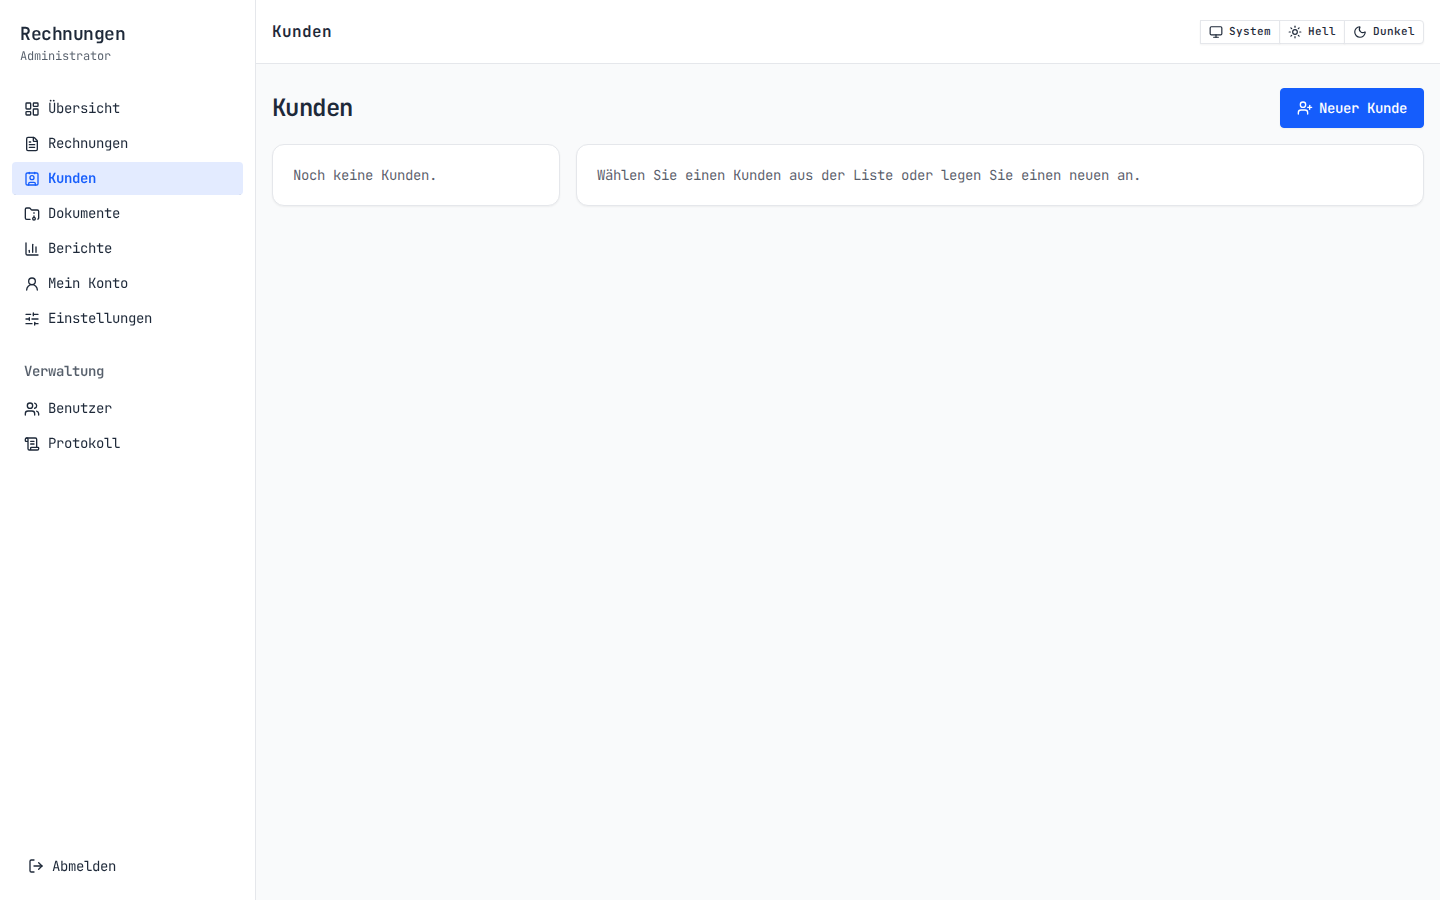 Rechnungen
Administrator
Übersicht
Rechnungen
Kunden
Dokumente
Berichte
Mein Konto
Einstellungen
Verwaltung
Benutzer
Protokoll
Abmelden
Kunden
System
Hell
Dunkel
Kunden
Neuer Kunde
Noch keine Kunden.
Wählen Sie einen Kunden aus der Liste oder legen Sie einen neuen an.